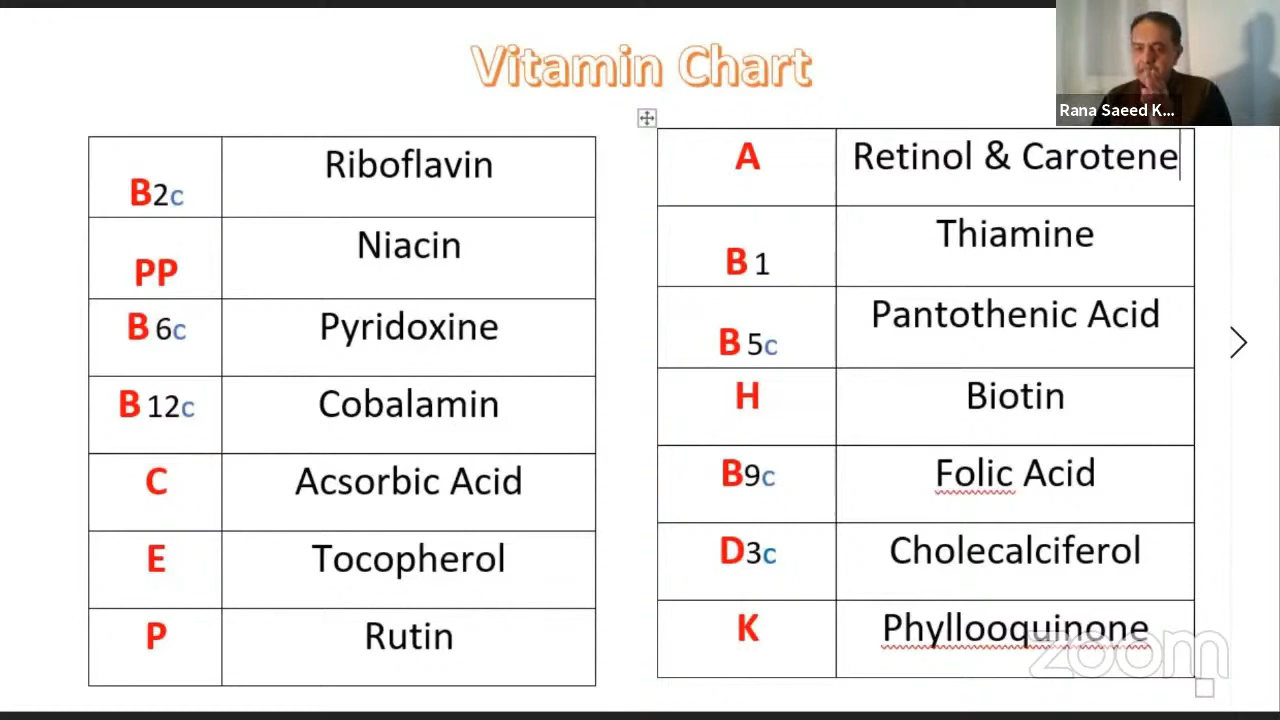 Vitamin Chart
Rana Saeed K...
B2c Riboflavin
PP Niacin
B 6c Pyridoxine
B 12c Cobalamin
C Acsorbic Acid
E Tocopherol
P Rutin
A Retinol & Carotene
B 1 Thiamine
B 5c Pantothenic Acid
H Biotin
B9c Folic Acid
D3c Cholecalciferol
K Phyllooquinone
zoom